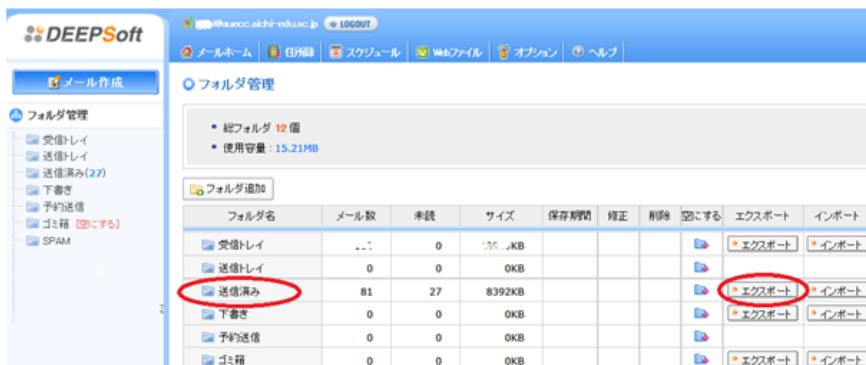 DEEPSoft
@auecc.aichi-edu.ac.jp LOGOUT
メールホーム 住所録 スケジュール Webファイル オプション ヘルプ
メール作成
フォルダ管理
受信トレイ
送信トレイ
送信済み(27)
下書き
予約送信
ゴミ箱 [空にする]
SPAM
フォルダ管理
総フォルダ 12 個
使用容量 : 15.21MB
フォルダ追加
フォルダ名 メール数 未読 サイズ 保存期間 修正 削除 空にする エクスポート インポート
受信トレイ 0 KB エクスポート インポート
送信トレイ 0 0 0KB
送信済み 81 27 8392KB エクスポート インポート
下書き 0 0 0KB エクスポート インポート
予約送信 0 0 0KB
ゴミ箱 0 0 0KB エクスポート インポート